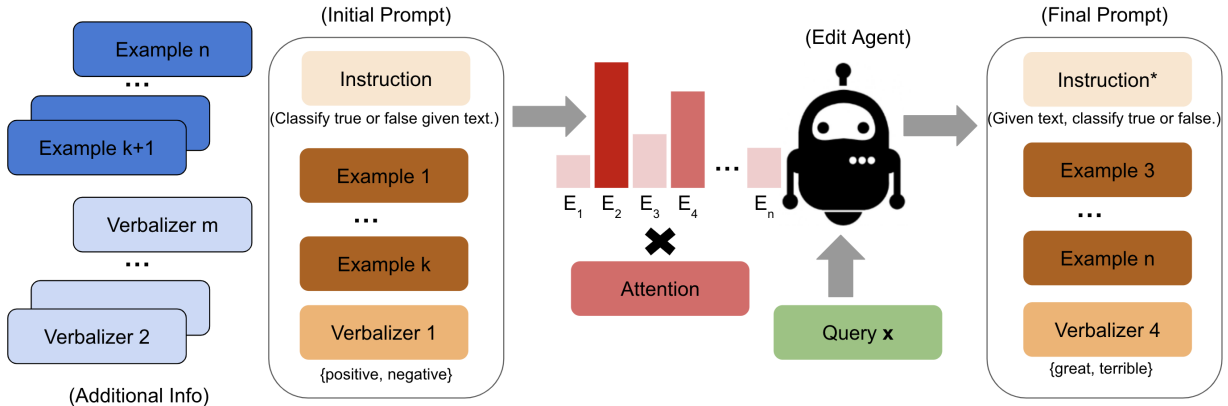 Example n
...
Example k+1
Verbalizer m
...
Verbalizer 2
(Additional Info)
(Initial Prompt)
Instruction
(Classify true or false given text.)
Example 1
...
Example k
Verbalizer 1
{positive, negative}
E1 E2 E3 E4 ... En
Attention
(Edit Agent)
Query x
(Final Prompt)
Instruction*
(Given text, classify true or false.)
Example 3
...
Example n
Verbalizer 4
{great, terrible}